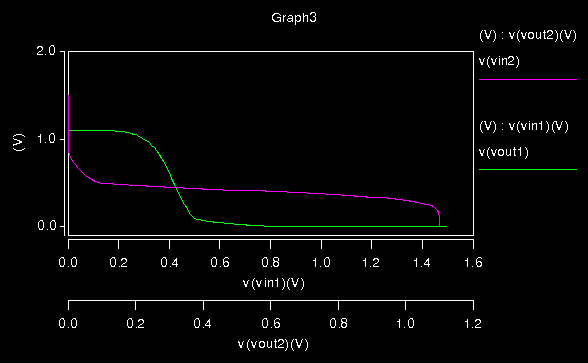 Graph3
(V) : v(vout2)(V)
v(vin2)
(V) : v(vin1)(V)
v(vout1)
2.0
1.0
0.0
(V)
0.0 0.2 0.4 0.6 0.8 1.0 1.2 1.4 1.6
v(vin1)(V)
0.0 0.2 0.4 0.6 0.8 1.0 1.2
v(vout2)(V)